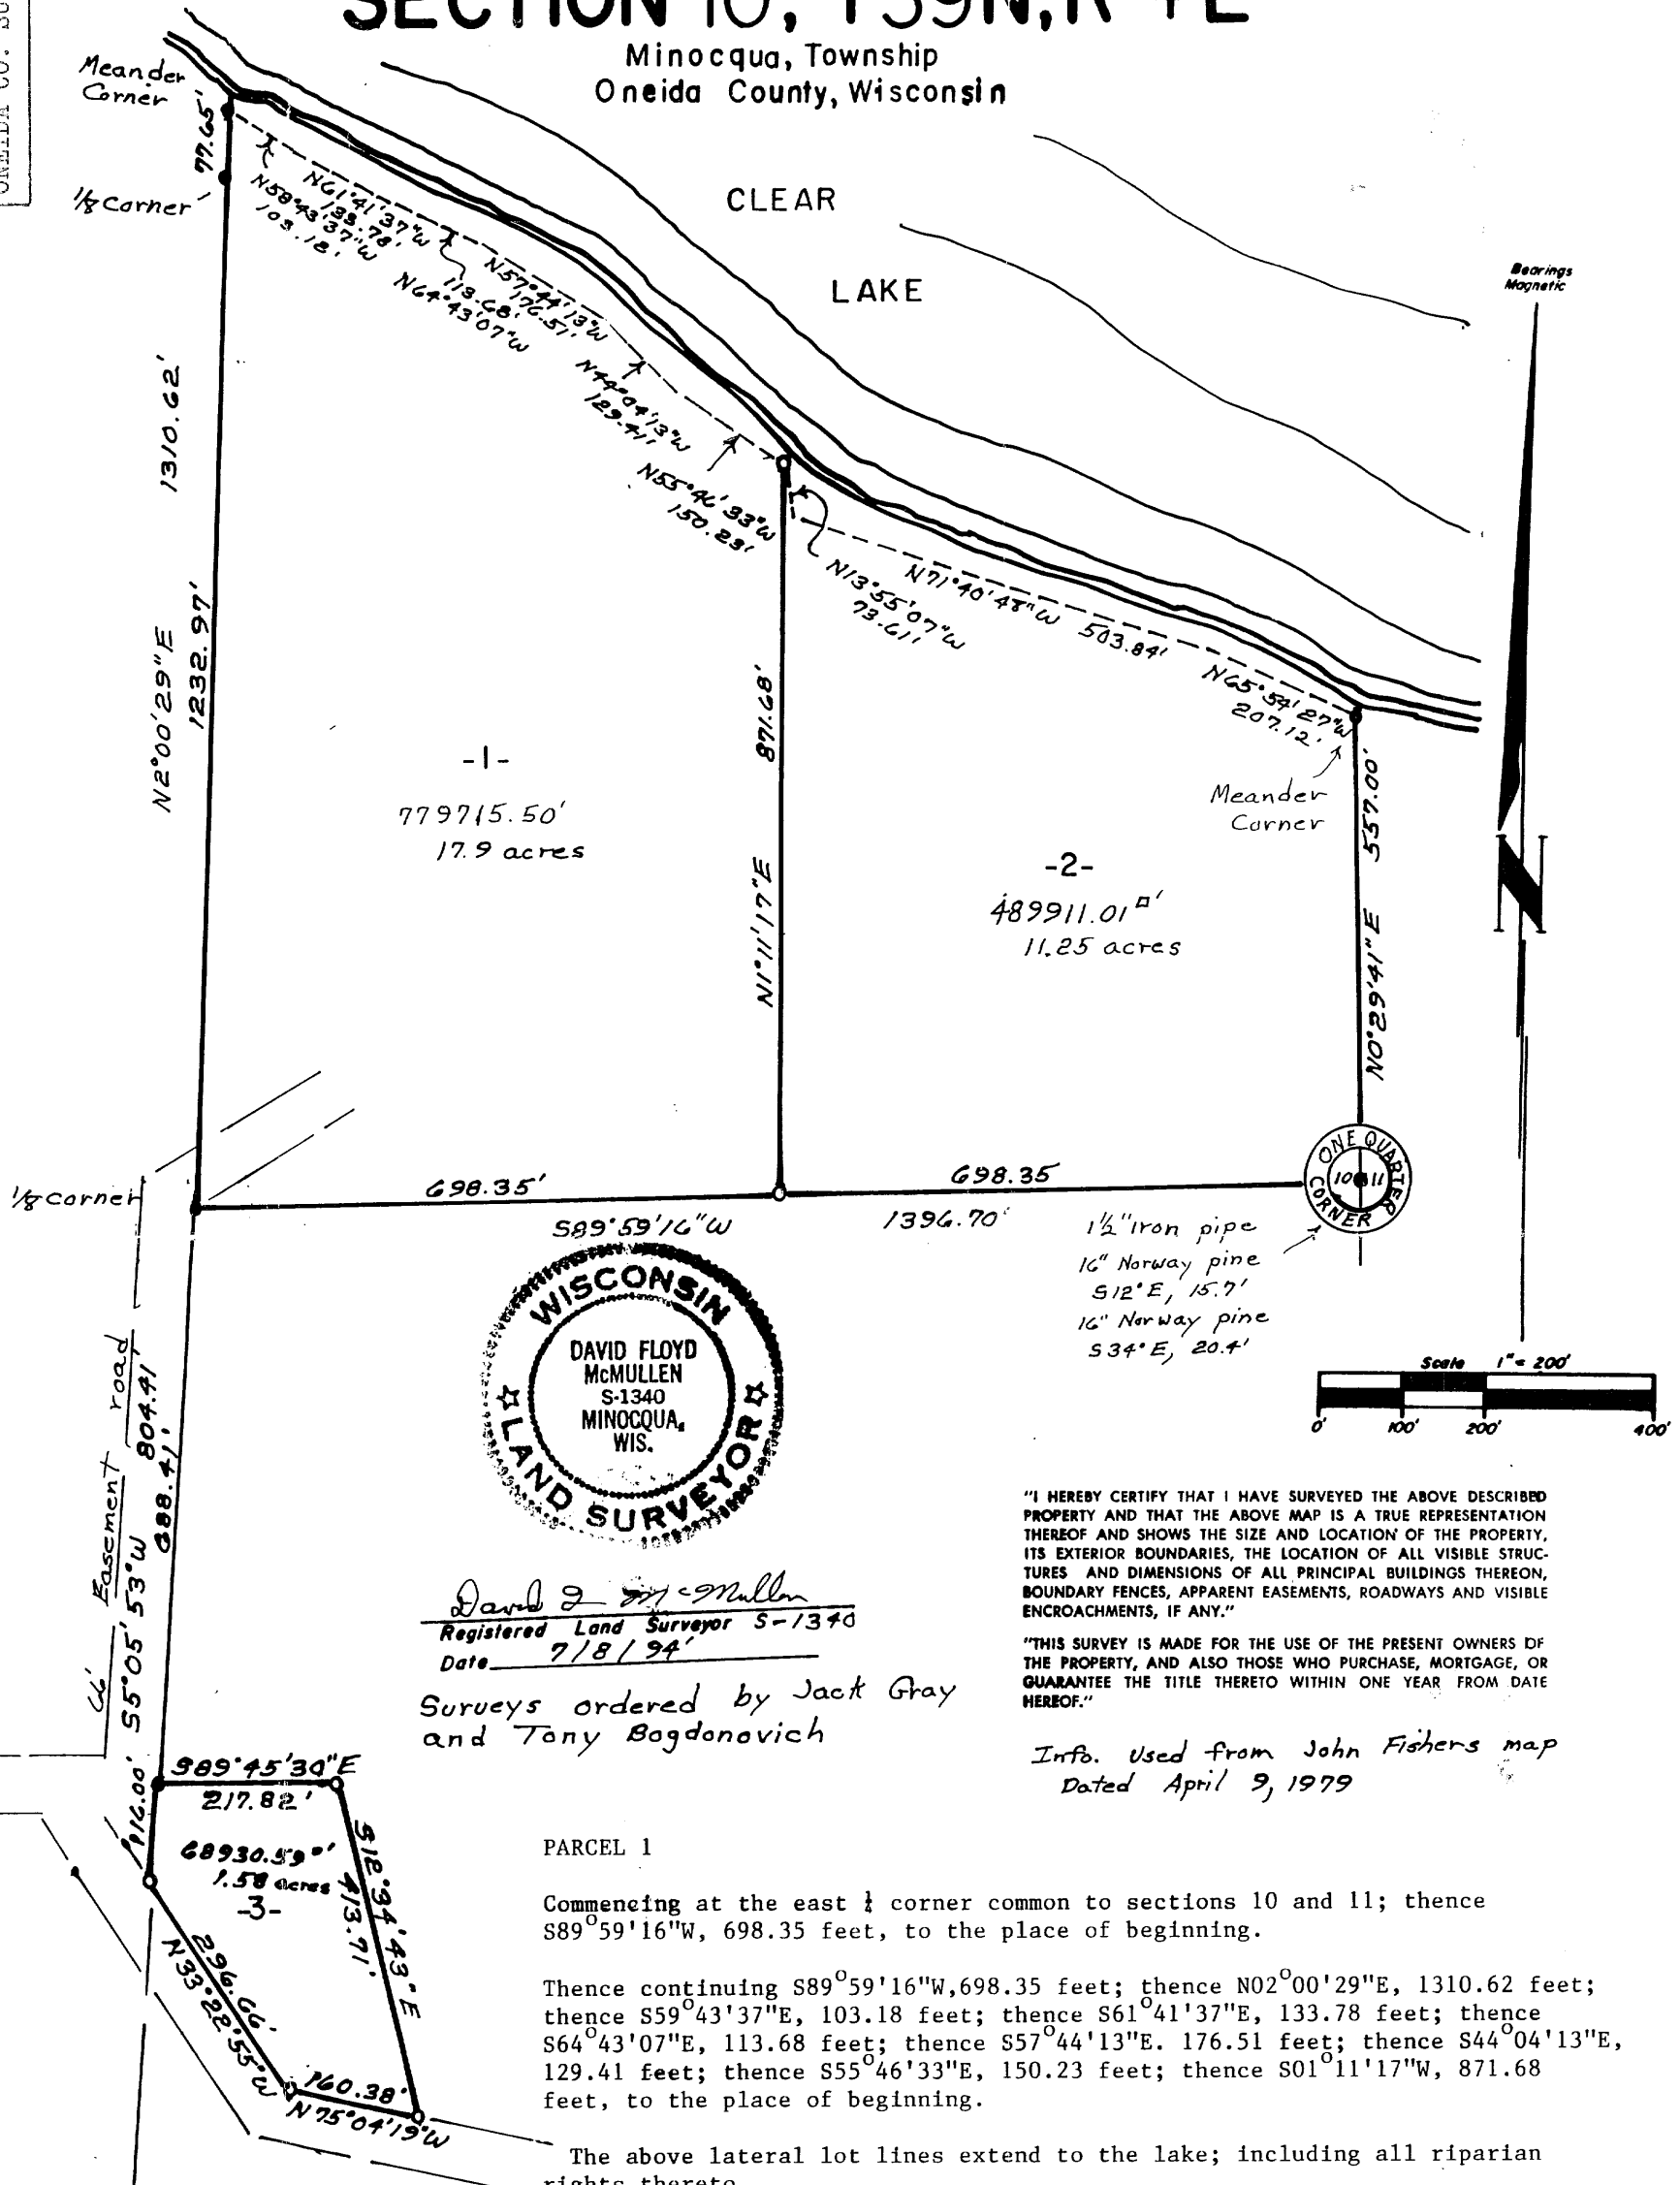 SECTION 10, T39N, R
Minocqua, Township
Oneida County, Wisconsin
Meander
Corner
77.65'
1/8 Corner
N58°43'37"W
103.18'
N61°41'37"W
133.78'
N64°43'07"W
113.68'
N57°44'13"W
176.51'
N44°04'13"W
129.41'
N55°46'33"W
150.23'
CLEAR
LAKE
Bearings
Magnetic
N13°55'07"W
73.61'
N71°40'48"W 503.84'
N65°54'27"W
207.12'
Meander
Corner
N2°00'29"E 1310.62'
1232.97'
-1-
779715.50'
17.9 acres
N1°11'17"E 871.68'
-2-
489911.01□'
11.25 acres
N0°29'41"E 557.00'
N
1/8 corner
698.35'
698.35
S89°59'16"W 1396.70'
ONE QUARTER
CORNER
10 11
1½" Iron pipe
16" Norway pine
S12°E, 15.7'
16" Norway pine
S34°E, 20.4'
Scale 1"= 200'
0' 100' 200' 400'
WISCONSIN
DAVID FLOYD
McMULLEN
S-1340
MINOCQUA,
WIS.
LAND SURVEYOR
Easement road
S5°05'53"W 804.41'
688.41'
116.00'
David F McMullen
Registered Land Surveyor S-1340
Date 7/8/94'
Surveys ordered by Jack Gray
and Tony Bogdonovich
"I HEREBY CERTIFY THAT I HAVE SURVEYED THE ABOVE DESCRIBED
PROPERTY AND THAT THE ABOVE MAP IS A TRUE REPRESENTATION
THEREOF AND SHOWS THE SIZE AND LOCATION OF THE PROPERTY,
ITS EXTERIOR BOUNDARIES, THE LOCATION OF ALL VISIBLE STRUC-
TURES AND DIMENSIONS OF ALL PRINCIPAL BUILDINGS THEREON,
BOUNDARY FENCES, APPARENT EASEMENTS, ROADWAYS AND VISIBLE
ENCROACHMENTS, IF ANY."
"THIS SURVEY IS MADE FOR THE USE OF THE PRESENT OWNERS OF
THE PROPERTY, AND ALSO THOSE WHO PURCHASE, MORTGAGE, OR
GUARANTEE THE TITLE THERETO WITHIN ONE YEAR FROM DATE
HEREOF."
Info. Used from John Fishers map
Dated April 9, 1979
S89°45'30"E
217.82'
68930.59□'
1.58 acres
-3-
S12°34'43"E
413.71'
296.66'
N33°22'55"W
160.38'
N75°04'19"W
PARCEL 1
Commencing at the east ¼ corner common to sections 10 and 11; thence
S89°59'16"W, 698.35 feet, to the place of beginning.
Thence continuing S89°59'16"W,698.35 feet; thence N02°00'29"E, 1310.62 feet;
thence S59°43'37"E, 103.18 feet; thence S61°41'37"E, 133.78 feet; thence
S64°43'07"E, 113.68 feet; thence S57°44'13"E. 176.51 feet; thence S44°04'13"E,
129.41 feet; thence S55°46'33"E, 150.23 feet; thence S01°11'17"W, 871.68
feet, to the place of beginning.
The above lateral lot lines extend to the lake; including all riparian
rights thereto